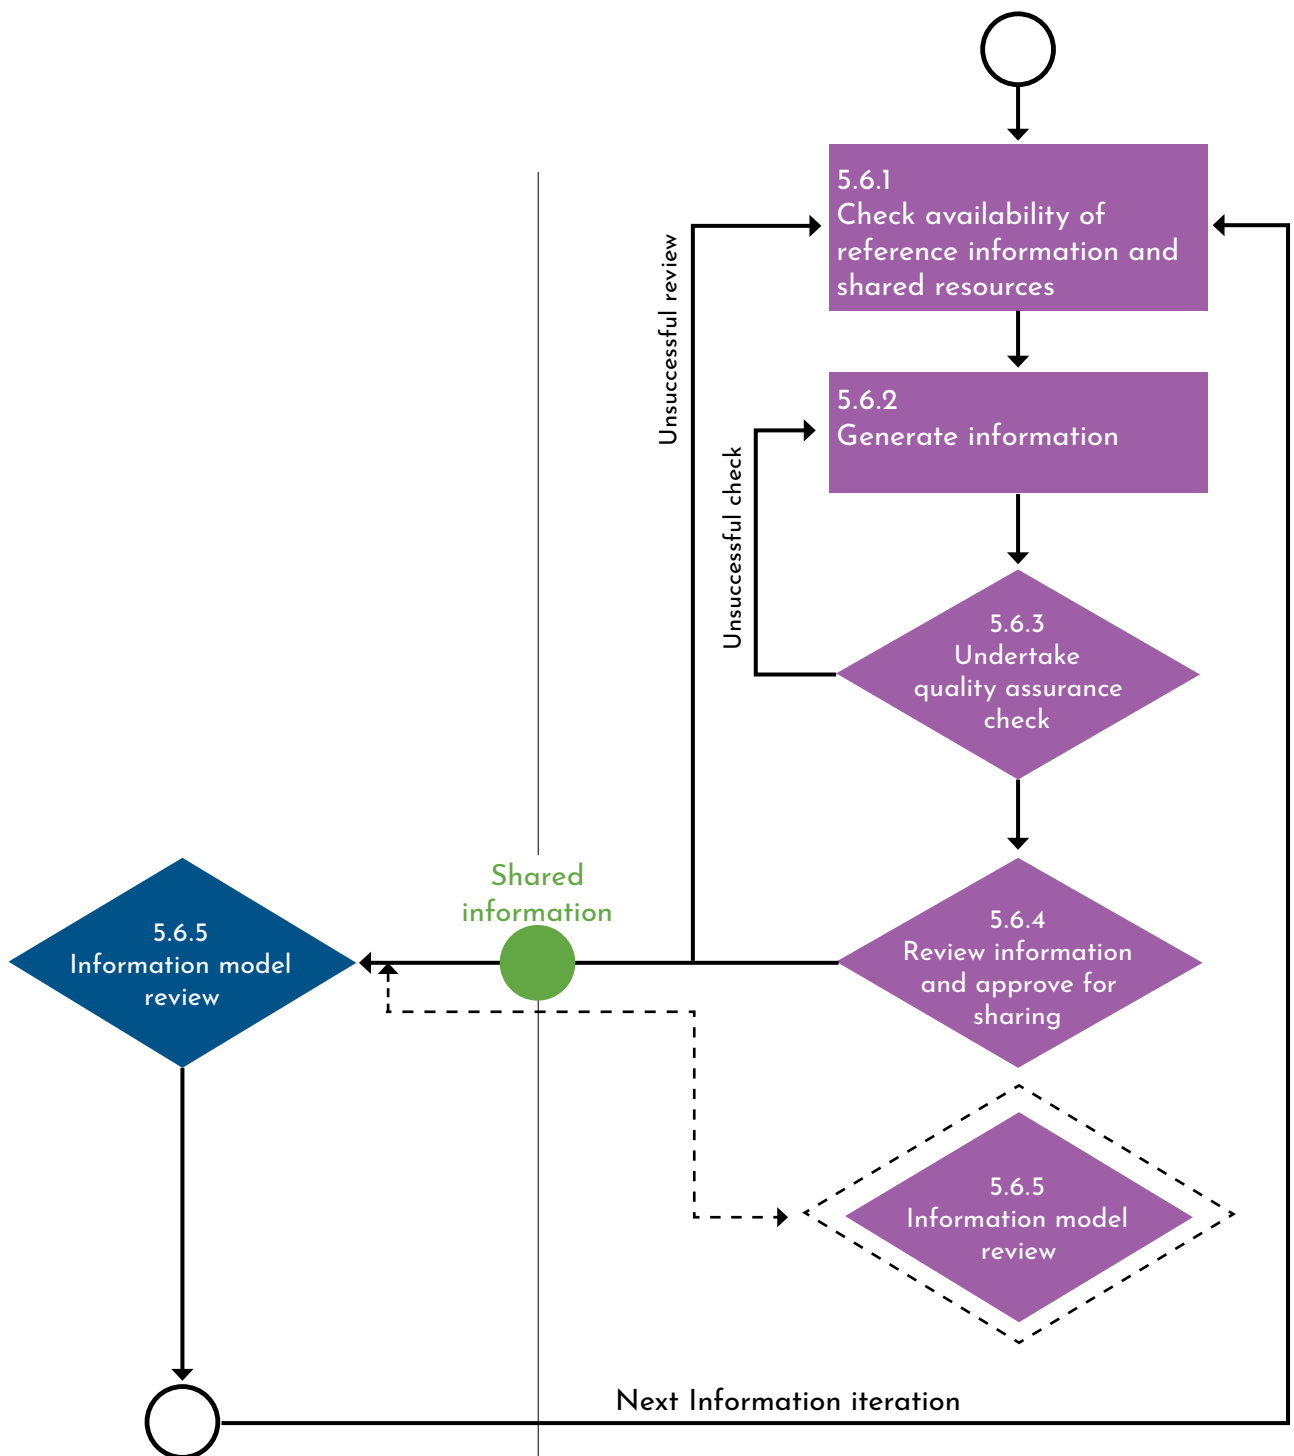 5.6.1
Check availability of
reference information and
shared resources
Unsuccessful review
5.6.2
Generate information
Unsuccessful check
5.6.3
Undertake
quality assurance
check
Shared
information
5.6.4
Review information
and approve for
sharing
5.6.5
Information model
review
5.6.5
Information model
review
Next Information iteration